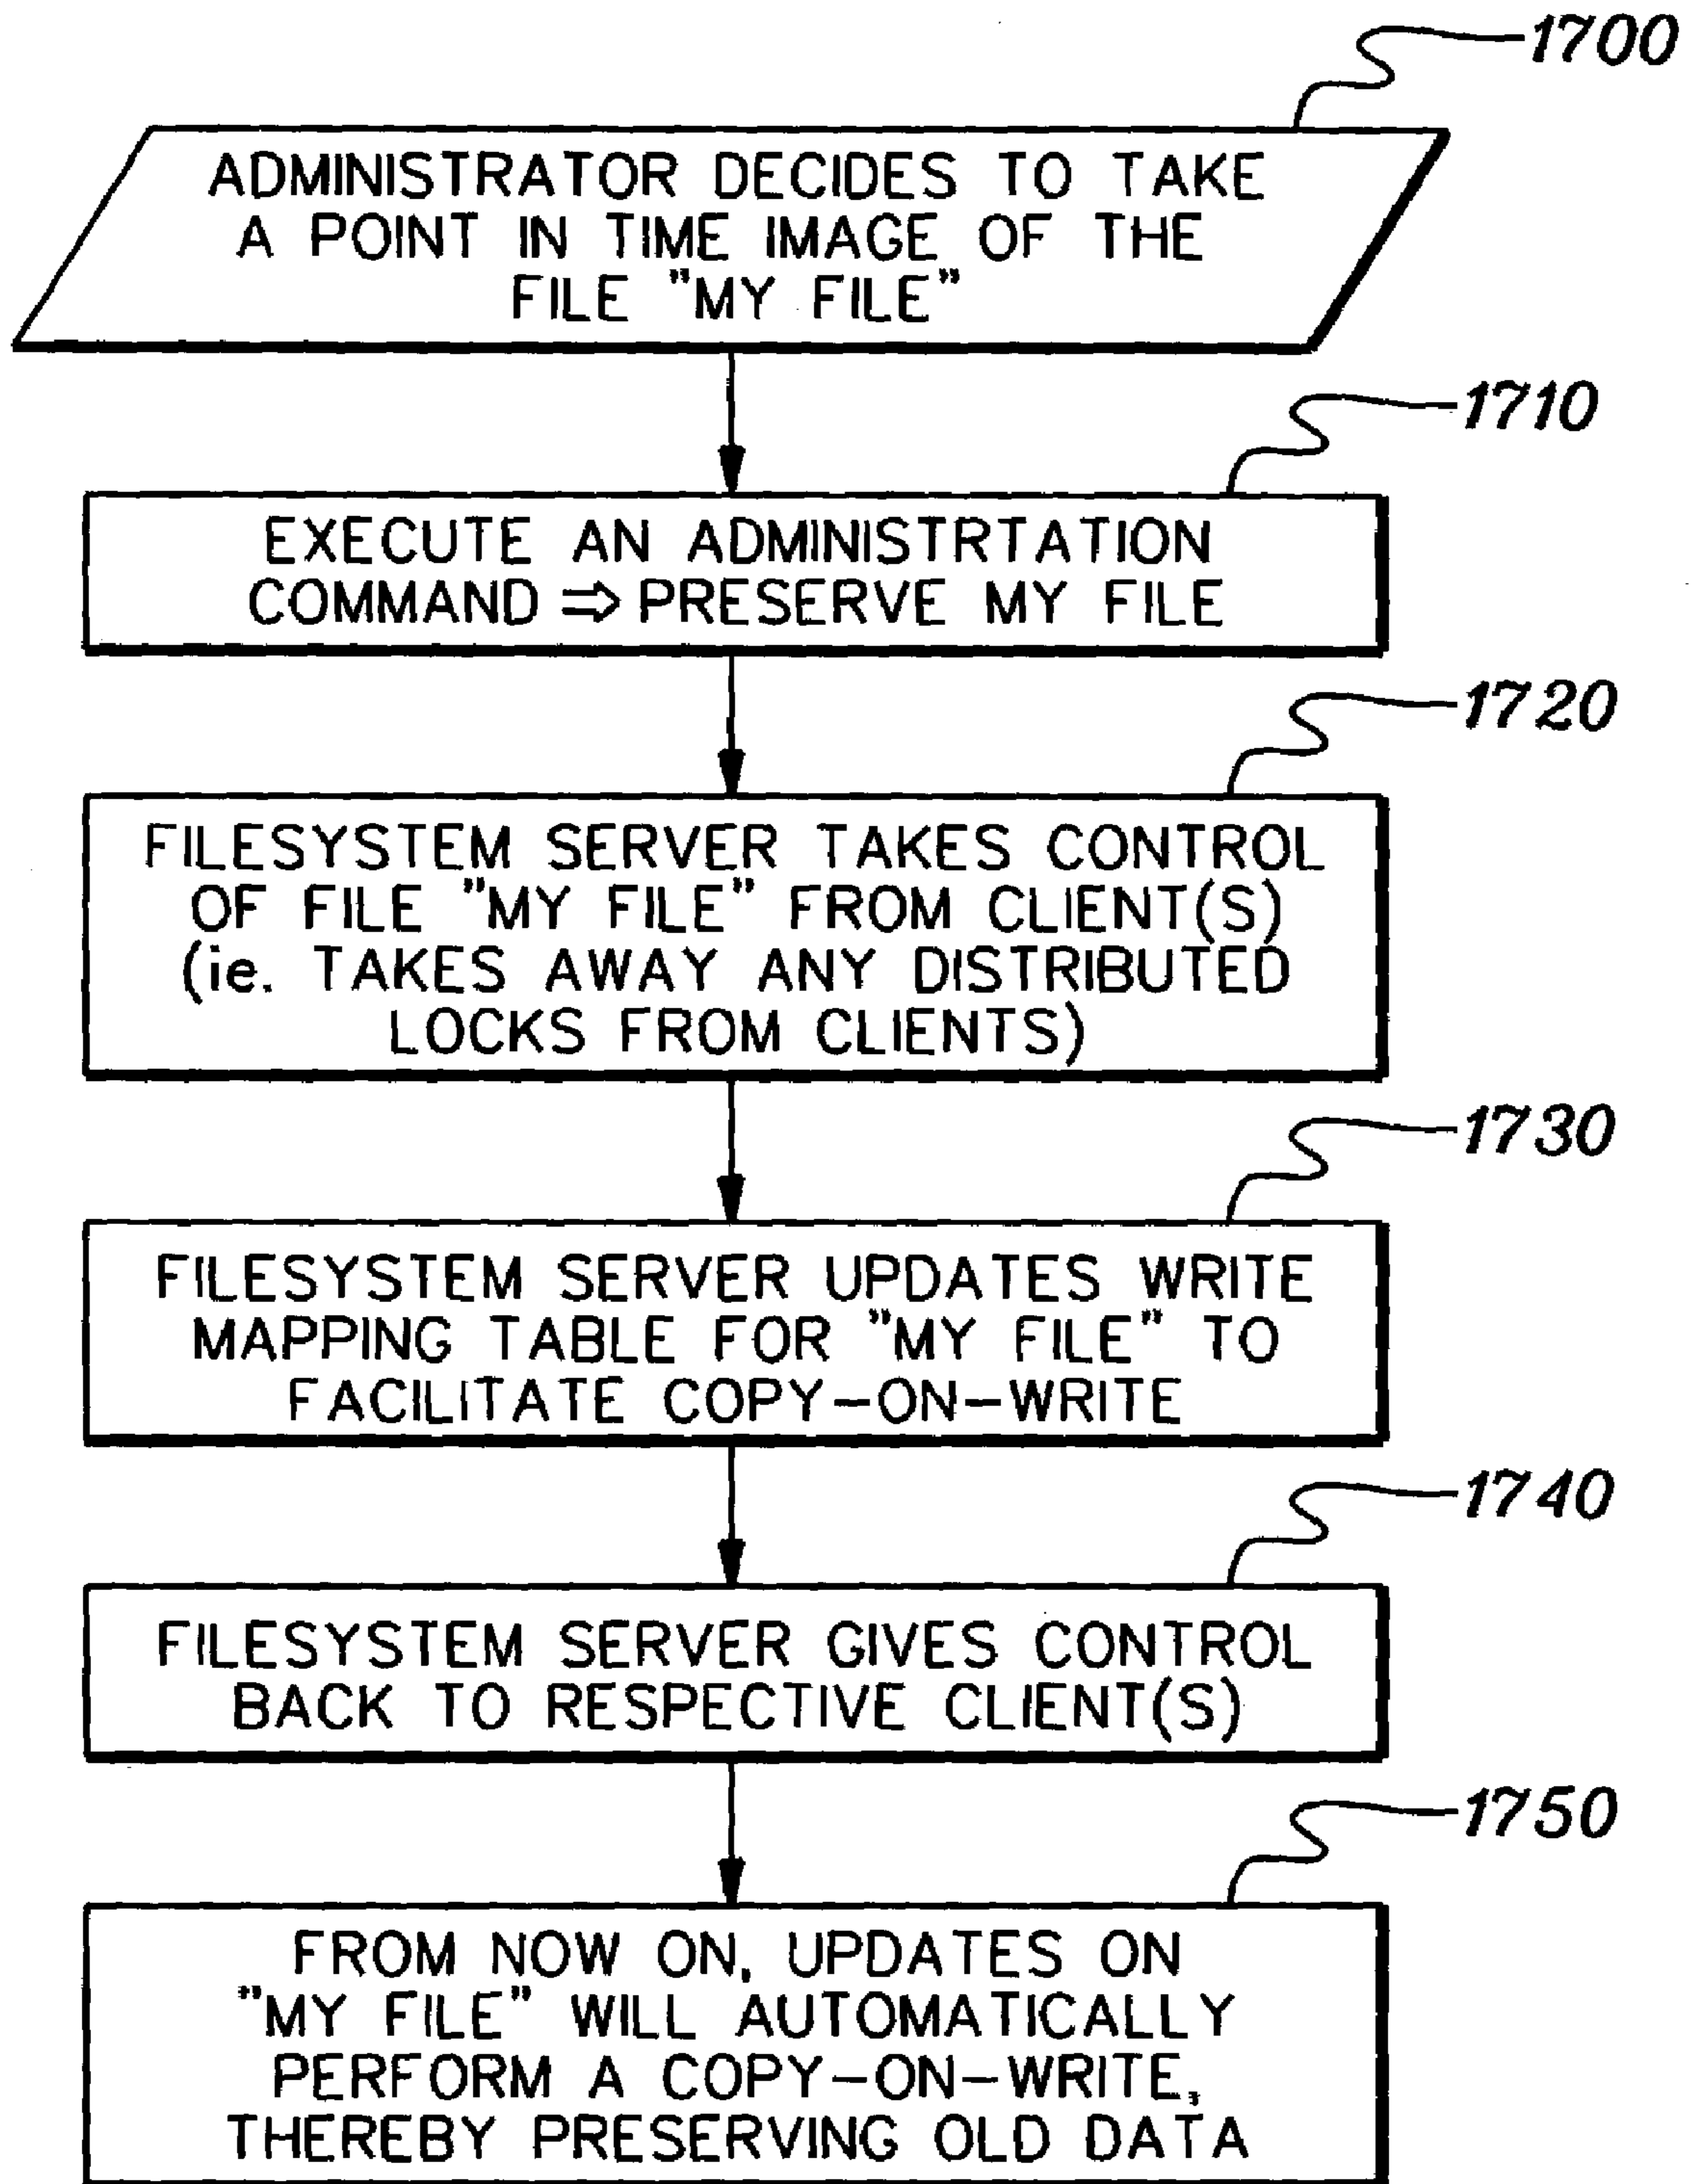 1700
ADMINISTRATOR DECIDES TO TAKE
A POINT IN TIME IMAGE OF THE
FILE "MY FILE"
1710
EXECUTE AN ADMINISTRTATION
COMMAND ⇒ PRESERVE MY FILE
1720
FILESYSTEM SERVER TAKES CONTROL
OF FILE "MY FILE" FROM CLIENT(S)
(ie. TAKES AWAY ANY DISTRIBUTED
LOCKS FROM CLIENTS)
1730
FILESYSTEM SERVER UPDATES WRITE
MAPPING TABLE FOR "MY FILE" TO
FACILITATE COPY-ON-WRITE
1740
FILESYSTEM SERVER GIVES CONTROL
BACK TO RESPECTIVE CLIENT(S)
1750
FROM NOW ON, UPDATES ON
"MY FILE" WILL AUTOMATICALLY
PERFORM A COPY-ON-WRITE,
THEREBY PRESERVING OLD DATA